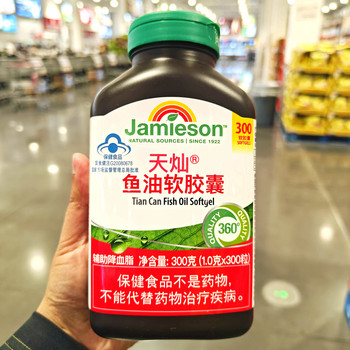 Jamieson
NATURAL SOURCES | SINCE 1922
300
SOFTGELS
保健食品
天灿®
鱼油软胶囊
Tian Can Fish Oil Softgel
QUALITY
360°
QUALITY
辅助降血脂 净含量: 300克 (1.0克x300粒)
保健食品不是药物,
不能代替药物治疗疾病。